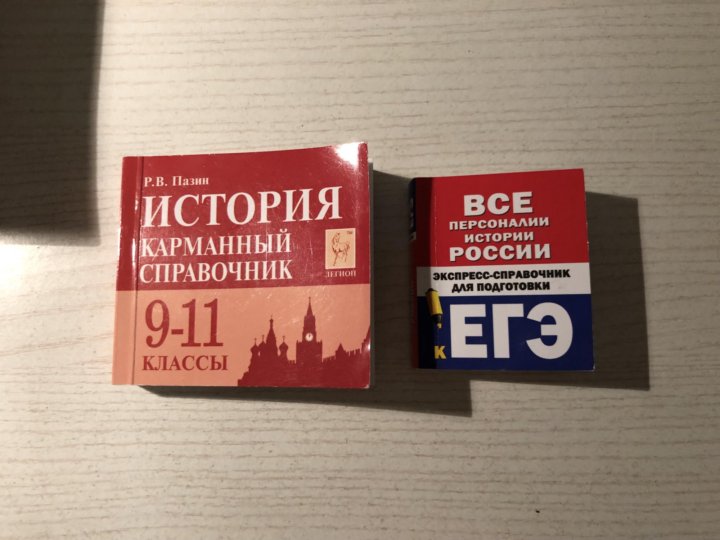 Р.В. Пазин
ИСТОРИЯ
КАРМАННЫЙ
СПРАВОЧНИК
ЛЕГИОН
9-11
КЛАССЫ
ВСЕ
ПЕРСОНАЛИИ
ИСТОРИИ
РОССИИ
ЭКСПРЕСС-СПРАВОЧНИК
ДЛЯ ПОДГОТОВКИ
К ЕГЭ